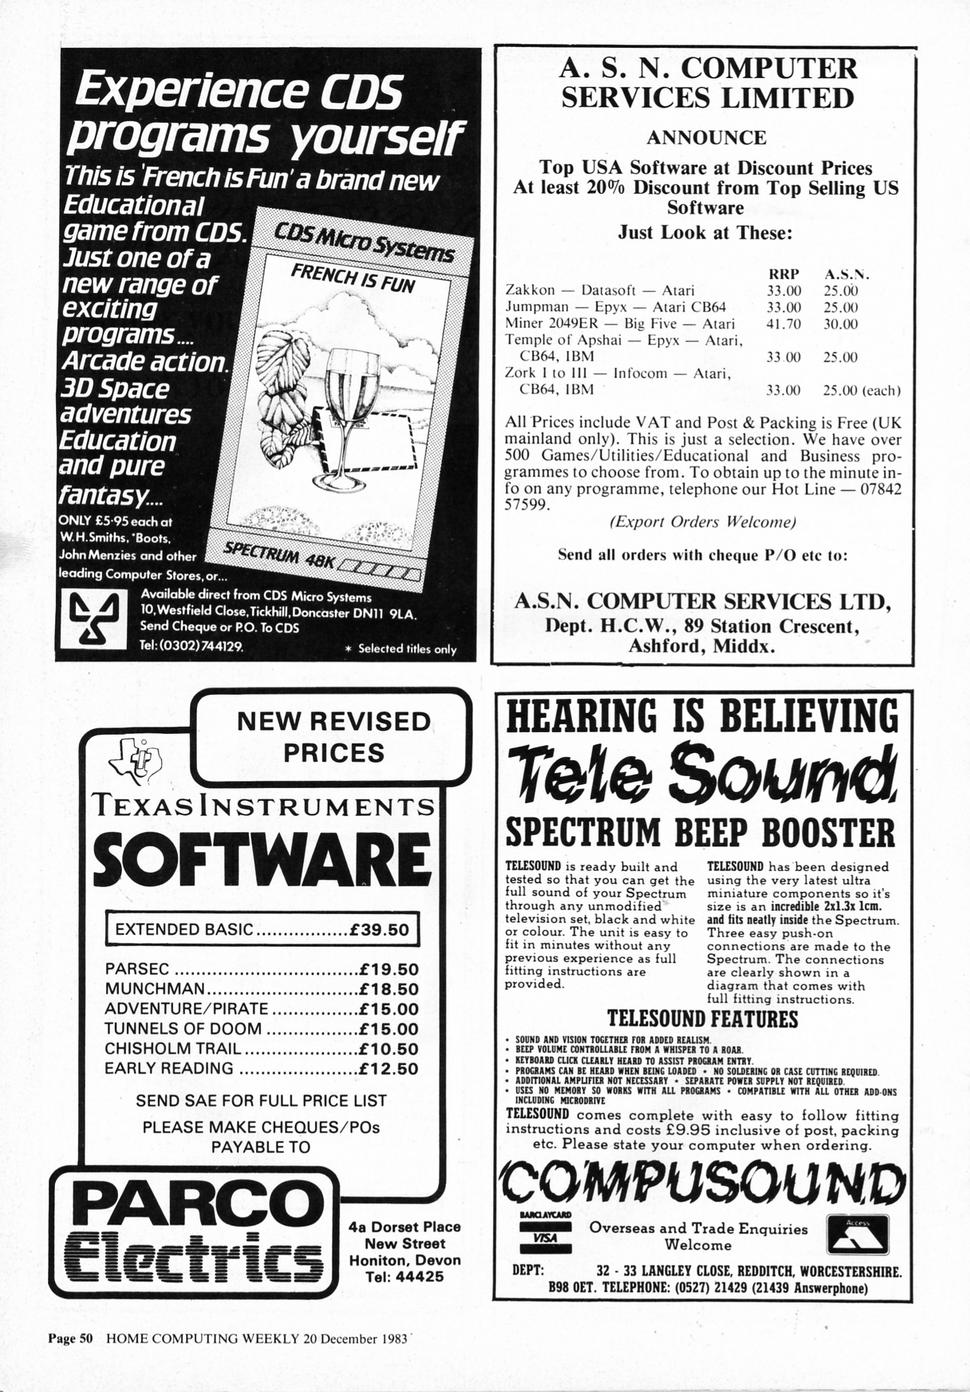 Experience CDS
programs yourself
This is 'French is Fun' a brand new
Educational
game from CDS.
Just one of a
new range of
exciting
programs....
Arcade action.
3D Space
adventures
Education
and pure
fantasy....
CDS Micro Systems
FRENCH IS FUN
SPECTRUM 48K
ONLY £5·95 each at
W.H.Smiths, *Boots,
John Menzies and other
leading Computer Stores, or...
Available direct from CDS Micro Systems
10, Westfield Close, Tickhill, Doncaster DN11 9LA.
Send Cheque or P.O. To CDS
Tel: (0302) 744129.
* Selected titles only
A. S. N. COMPUTER
SERVICES LIMITED
ANNOUNCE
Top USA Software at Discount Prices
At least 20% Discount from Top Selling US
Software
Just Look at These:
RRP A.S.N.
Zakkon — Datasoft — Atari 33.00 25.00
Jumpman — Epyx — Atari CB64 33.00 25.00
Miner 2049ER — Big Five — Atari 41.70 30.00
Temple of Apshai — Epyx — Atari,
CB64, IBM 33 00 25.00
Zork I to III — Infocom — Atari,
CB64, IBM 33.00 25.00 (each)
All Prices include VAT and Post & Packing is Free (UK
mainland only). This is just a selection. We have over
500 Games/Utilities/Educational and Business pro-
grammes to choose from. To obtain up to the minute in-
fo on any programme, telephone our Hot Line — 07842
57599.
(Export Orders Welcome)
Send all orders with cheque P/O etc to:
A.S.N. COMPUTER SERVICES LTD,
Dept. H.C.W., 89 Station Crescent,
Ashford, Middx.
NEW REVISED
PRICES
TEXAS INSTRUMENTS
SOFTWARE
EXTENDED BASIC.................£39.50
PARSEC ..................................£19.50
MUNCHMAN............................£18.50
ADVENTURE/PIRATE................£15.00
TUNNELS OF DOOM .................£15.00
CHISHOLM TRAIL.....................£10.50
EARLY READING ......................£12.50
SEND SAE FOR FULL PRICE LIST
PLEASE MAKE CHEQUES/POs
PAYABLE TO
PARCO
Electrics
4a Dorset Place
New Street
Honiton, Devon
Tel: 44425
HEARING IS BELIEVING
Tele Sound
SPECTRUM BEEP BOOSTER
TELESOUND is ready built and
tested so that you can get the
full sound of your Spectrum
through any unmodified
television set, black and white
or colour. The unit is easy to
fit in minutes without any
previous experience as full
fitting instructions are
provided.
TELESOUND has been designed
using the very latest ultra
miniature components so it's
size is an incredible 2x1.3x 1cm.
and fits neatly inside the Spectrum.
Three easy push-on
connections are made to the
Spectrum. The connections
are clearly shown in a
diagram that comes with
full fitting instructions.
TELESOUND FEATURES
• SOUND AND VISION TOGETHER FOR ADDED REALISM.
• BEEP VOLUME CONTROLLABLE FROM A WHISPER TO A ROAR.
• KEYBOARD CLICK CLEARLY HEARD TO ASSIST PROGRAM ENTRY.
• PROGRAMS CAN BE HEARD WHEN BEING LOADED • NO SOLDERING OR CASE CUTTING REQUIRED.
• ADDITIONAL AMPLIFIER NOT NECESSARY • SEPARATE POWER SUPPLY NOT REQUIRED.
• USES NO MEMORY SO WORKS WITH ALL PROGRAMS • COMPATIBLE WITH ALL OTHER ADD-ONS
INCLUDING MICRODRIVE
TELESOUND comes complete with easy to follow fitting
instructions and costs £9.95 inclusive of post, packing
etc. Please state your computer when ordering.
COMPUSOUND
BARCLAYCARD
VISA
Overseas and Trade Enquiries
Welcome
Access
DEPT: 32 - 33 LANGLEY CLOSE, REDDITCH, WORCESTERSHIRE.
B98 0ET. TELEPHONE: (0527) 21429 (21439 Answerphone)
Page 50 HOME COMPUTING WEEKLY 20 December 1983